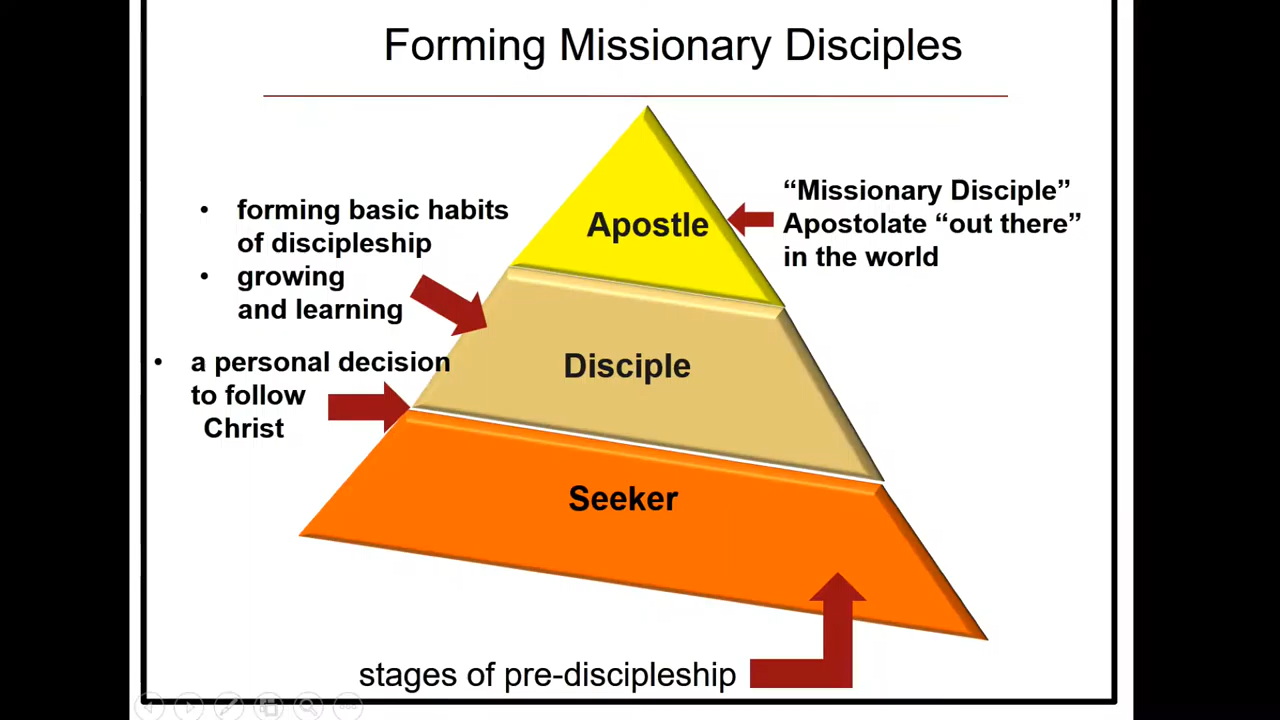 Forming Missionary Disciples
• forming basic habits
of discipleship
• growing
and learning
• a personal decision
to follow
Christ
“Missionary Disciple”
Apostolate “out there”
in the world
Apostle
Disciple
Seeker
stages of pre-discipleship